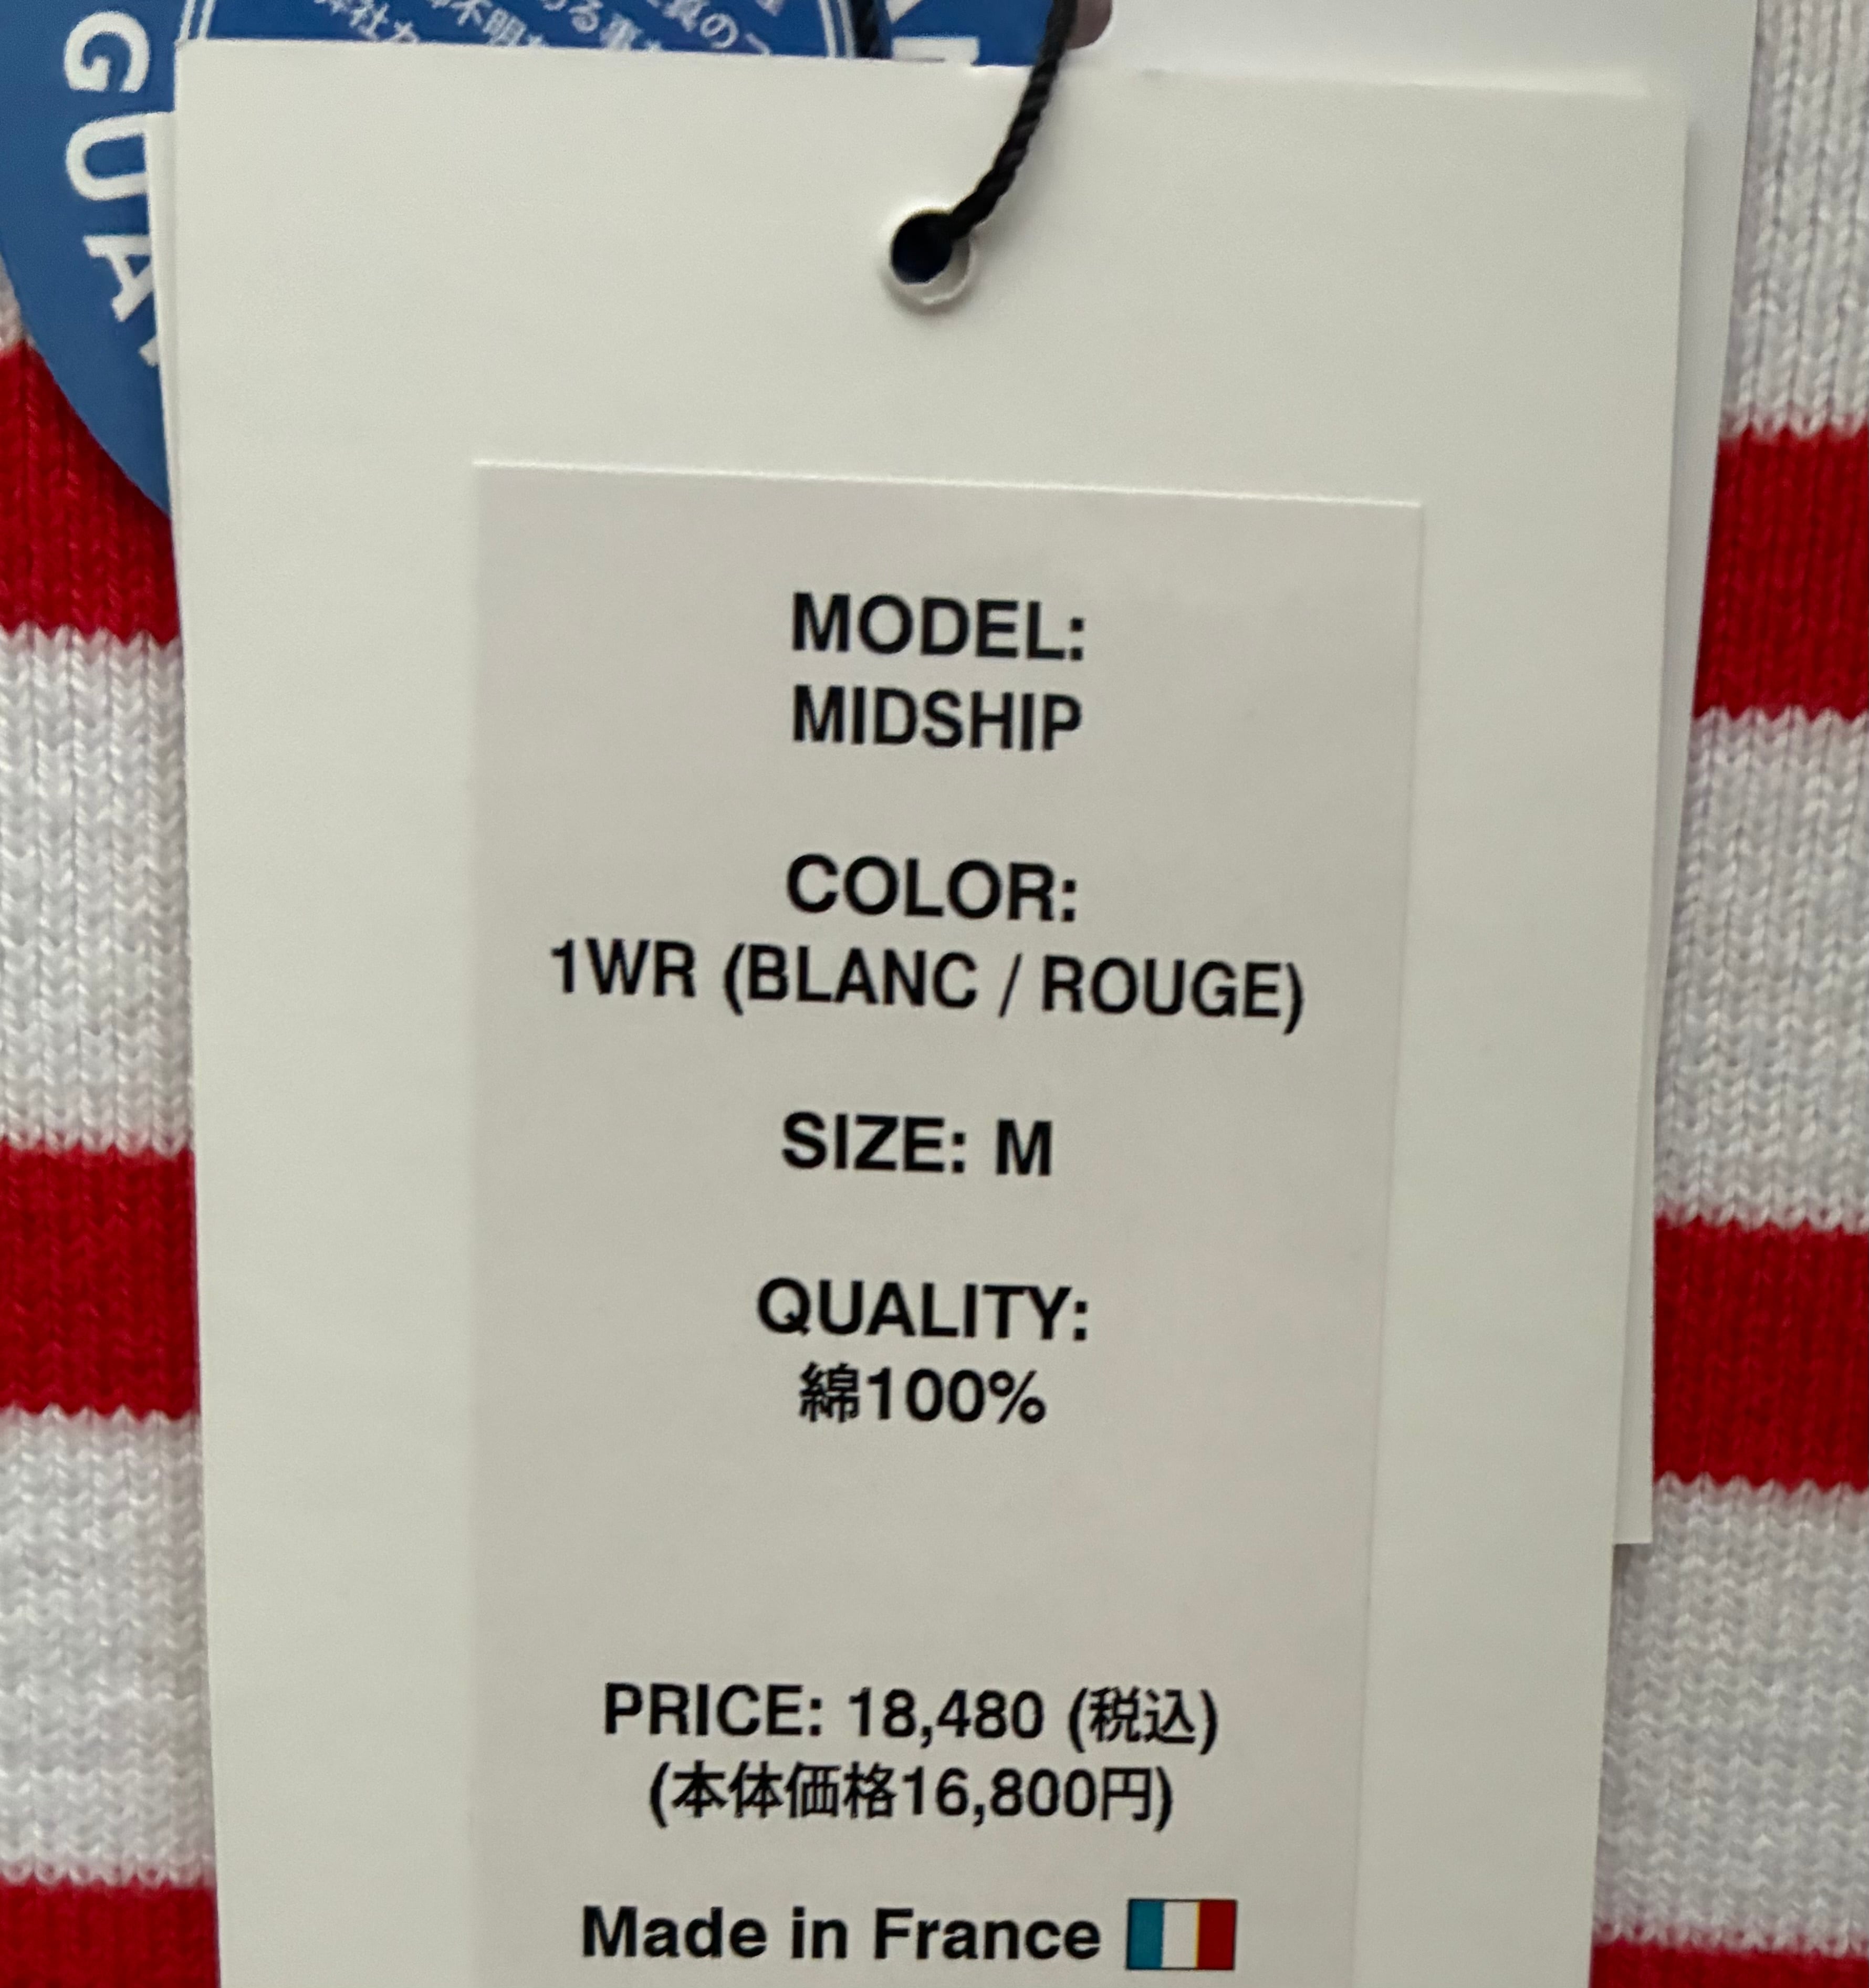 MODEL:
MIDSHIP
COLOR:
1WR (BLANC / ROUGE)
SIZE: M
QUALITY:
綿100%
PRICE: 18,480 (税込)
(本体価格16,800円)
Made in France